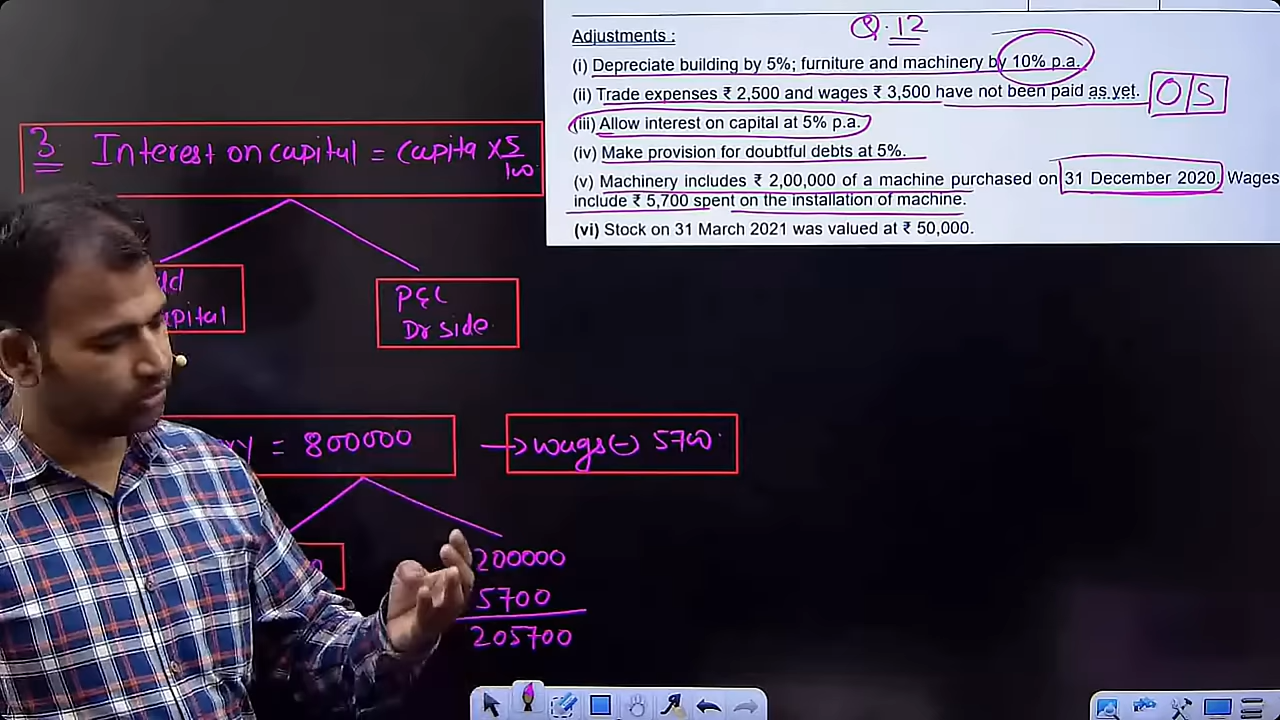 Q. 12
Adjustments :
(i) Depreciate building by 5%; furniture and machinery by 10% p.a.
(ii) Trade expenses ₹ 2,500 and wages ₹ 3,500 have not been paid as yet.
O/S
(iii) Allow interest on capital at 5% p.a.
(iv) Make provision for doubtful debts at 5%.
(v) Machinery includes ₹ 2,00,000 of a machine purchased on 31 December 2020. Wages
include ₹ 5,700 spent on the installation of machine.
(vi) Stock on 31 March 2021 was valued at ₹ 50,000.
3 Interest on capital = capita × 5/100
P&L
Dr side
= 800000
→ wags (-) 5700
200000
5700
205700